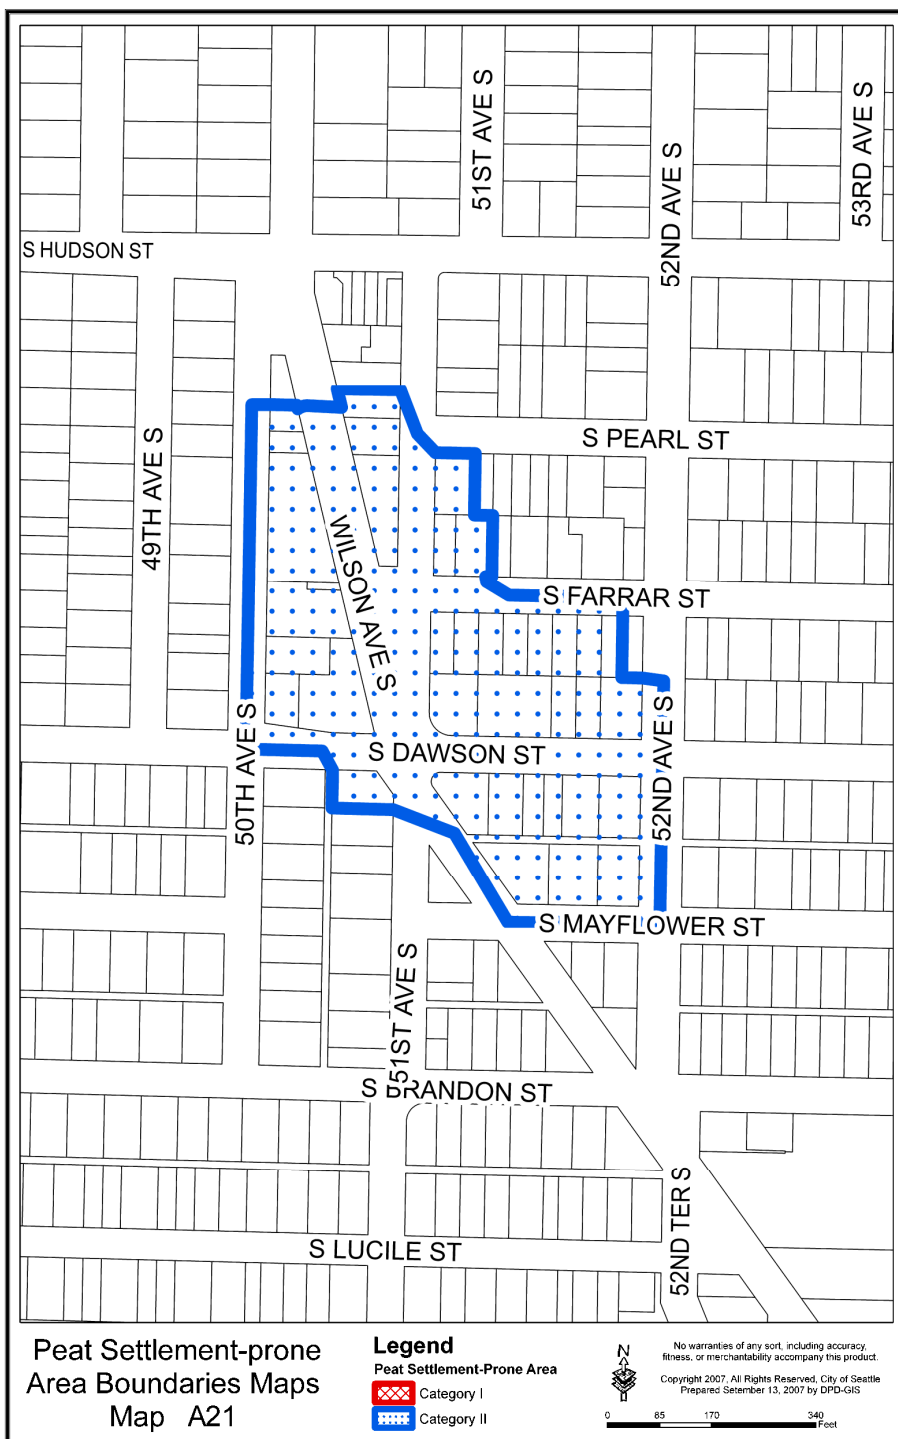 51ST AVE S
52ND AVE S
53RD AVE S
S HUDSON ST
S PEARL ST
49TH AVE S
WILSON AVE S
S FARRAR ST
50TH AVE S
S DAWSON ST
52ND AVE S
S MAYFLOWER ST
51ST AVE S
S BRANDON ST
52ND TER S
S LUCILE ST
Peat Settlement-prone
Area Boundaries Maps
Map A21
Legend
Peat Settlement-Prone Area
Category I
Category II
N
No warranties of any sort, including accuracy,
fitness, or merchantability accompany this product.
Copyright 2007, All Rights Reserved, City of Seattle
Prepared Setember 13, 2007 by DPD-GIS
0 85 170 340
Feet